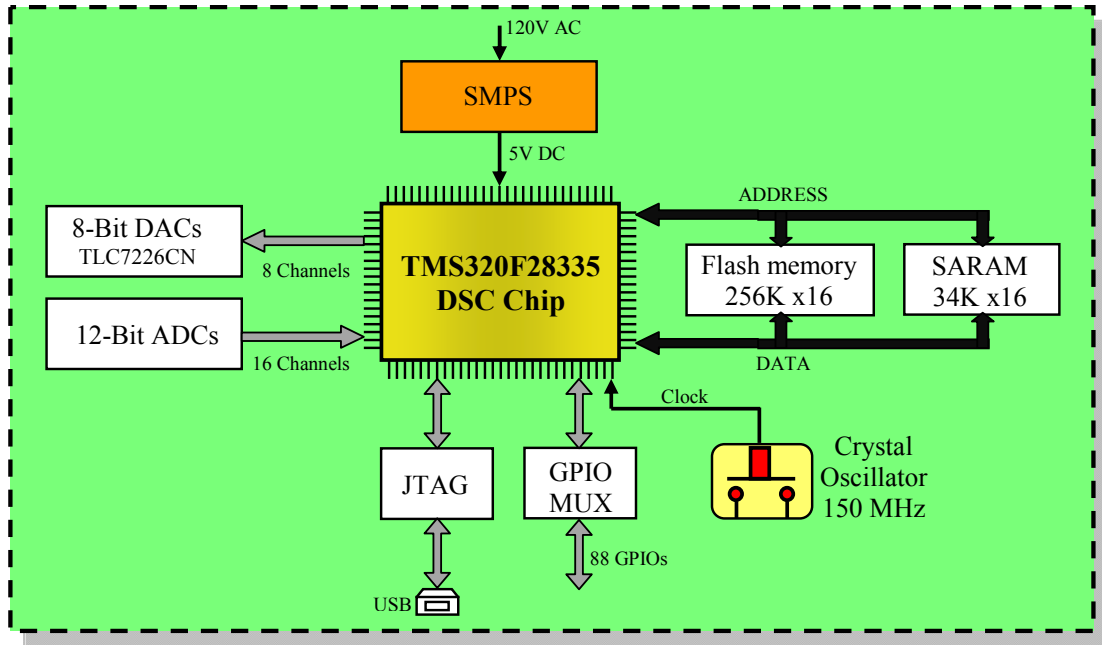 120V AC
SMPS
5V DC
8-Bit DACs
TLC7226CN
8 Channels
12-Bit ADCs
16 Channels
TMS320F28335
DSC Chip
ADDRESS
Flash memory
256K x16
SARAM
34K x16
DATA
Clock
Crystal
Oscillator
150 MHz
JTAG
GPIO
MUX
88 GPIOs
USB